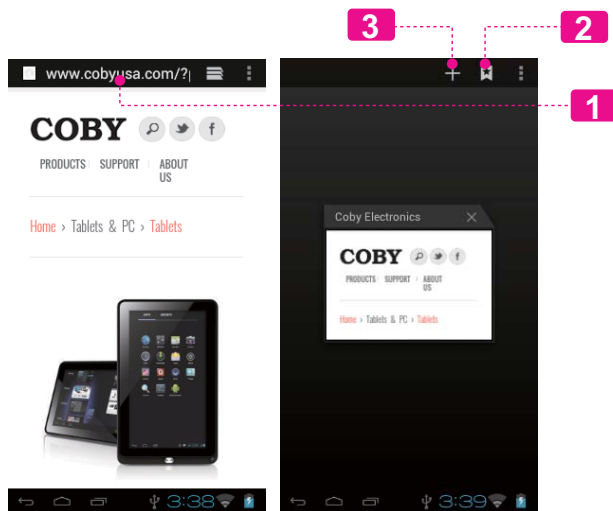 3
2
1
www.cobyusa.com/?
COBY
PRODUCTS SUPPORT ABOUT US
Home › Tablets & PC › Tablets
3:38
Coby Electronics
COBY
PRODUCTS SUPPORT ABOUT US
Home › Tablets & PC › Tablets
3:39